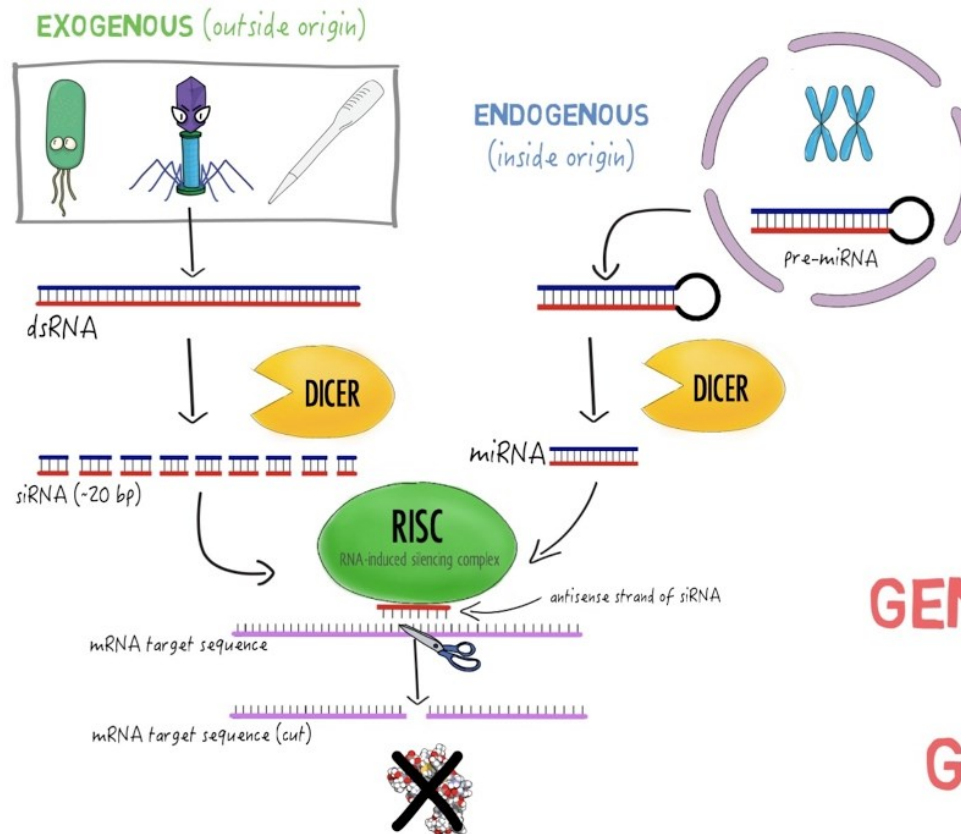 EXOGENOUS (outside origin)
ENDOGENOUS
(inside origin)
pre-miRNA
dsRNA
DICER
DICER
miRNA
siRNA (~20 bp)
RISC
RNA-induced silencing complex
antisense strand of siRNA
mRNA target sequence
mRNA target sequence (cut)
GEN
G